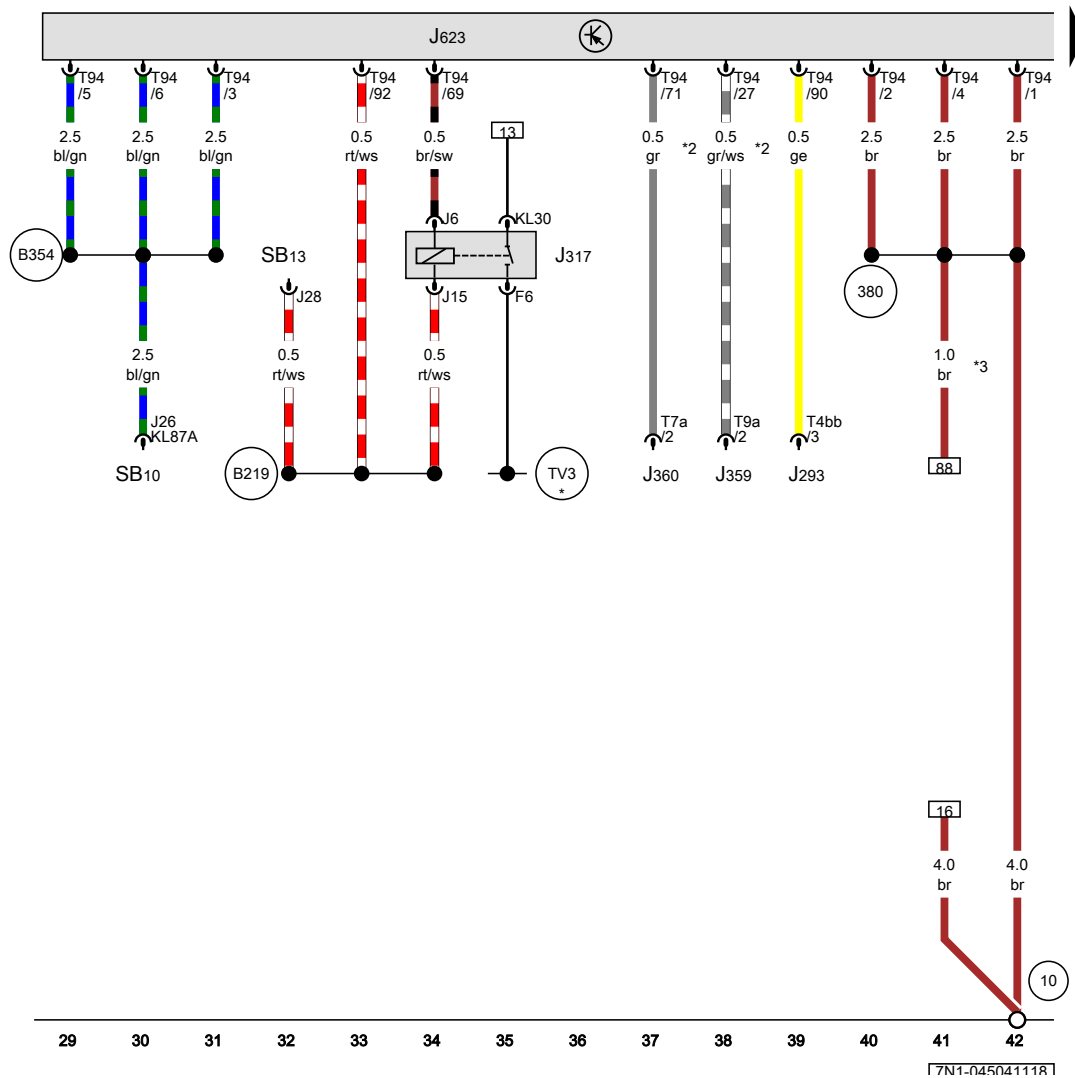 J623
T94 T94 T94 T94 T94 T94 T94 T94 T94 T94 T94
/5 /6 /3 /92 /69 /71 /27 /90 /2 /4 /1
2.5 2.5 2.5 0.5 0.5 13 0.5 0.5 0.5 2.5 2.5 2.5
bl/gn bl/gn bl/gn rt/ws br/sw gr *2 gr/ws *2 ge br br br
J6 KL30
B354 SB13 J317
J28 J15 F6 380
2.5 0.5 0.5 1.0
bl/gn rt/ws rt/ws br *3
J26 T7a T9a T4bb
KL87A /2 /2 /3
SB10 B219 TV3 J360 J359 J293 88
*
16
4.0 4.0
br br
10
29 30 31 32 33 34 35 36 37 38 39 40 41 42
7N1-045041118